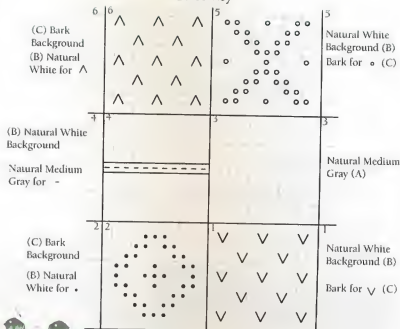 6 6 5 5
(C) Bark
Background
(B) Natural
White for ^
Natural White
Background (B)
Bark for o (C)
4 4 3 3
(B) Natural White
Background
Natural Medium
Gray for -
Natural Medium
Gray (A)
2 2 1 1
(C) Bark
Background
(B) Natural
White for •
Natural White
Background (B)
Bark for V (C)